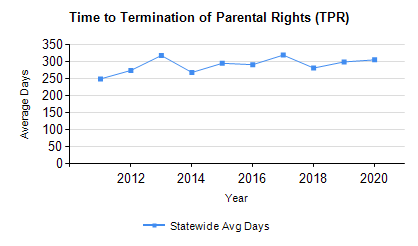 Time to Termination of Parental Rights (TPR)
350
300
250
200
150
100
50
0
Average Days
2012 2014 2016 2018 2020
Year
Statewide Avg Days